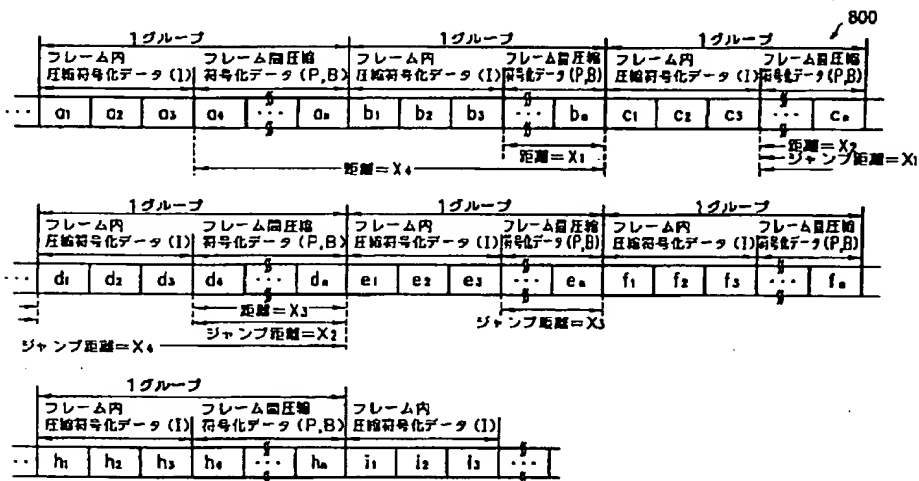 800
1グループ 1グループ 1グループ
フレーム内 フレーム間圧縮 フレーム内 フレーム間圧縮 フレーム内 フレーム間圧縮
圧縮符号化データ(I) 符号化データ(P,B) 圧縮符号化データ(I) 符号化データ(P,B) 圧縮符号化データ(I) 符号化データ(P,B)
... a1 a2 a3 a4 ... an b1 b2 b3 ... bn c1 c2 c3 ... cn
距離=X4 距離=X1 距離=X2
ジャンプ距離=X1
1グループ 1グループ 1グループ
フレーム内 フレーム間圧縮 フレーム内 フレーム間圧縮 フレーム内 フレーム間圧縮
圧縮符号化データ(I) 符号化データ(P,B) 圧縮符号化データ(I) 符号化データ(P,B) 圧縮符号化データ(I) 符号化データ(P,B)
... d1 d2 d3 d4 ... dn e1 e2 e3 ... en f1 f2 f3 ... fn
距離=X3
ジャンプ距離=X2 ジャンプ距離=X3
ジャンプ距離=X4
1グループ
フレーム内 フレーム間圧縮 フレーム内
圧縮符号化データ(I) 符号化データ(P,B) 圧縮符号化データ(I)
... h1 h2 h3 h4 ... hn i1 i2 i3 ...